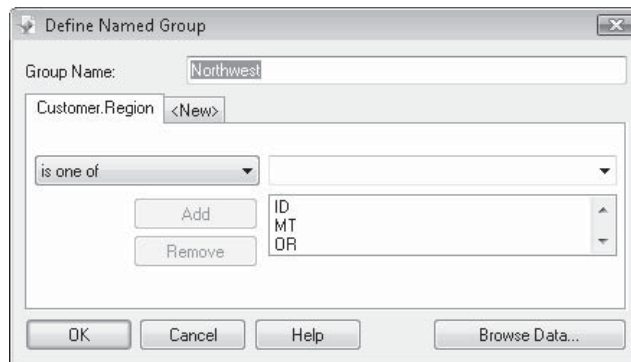 Define Named Group
Group Name: Northwest
Customer.Region <New>
is one of
Add
Remove
ID
MT
OR
OK Cancel Help Browse Data...